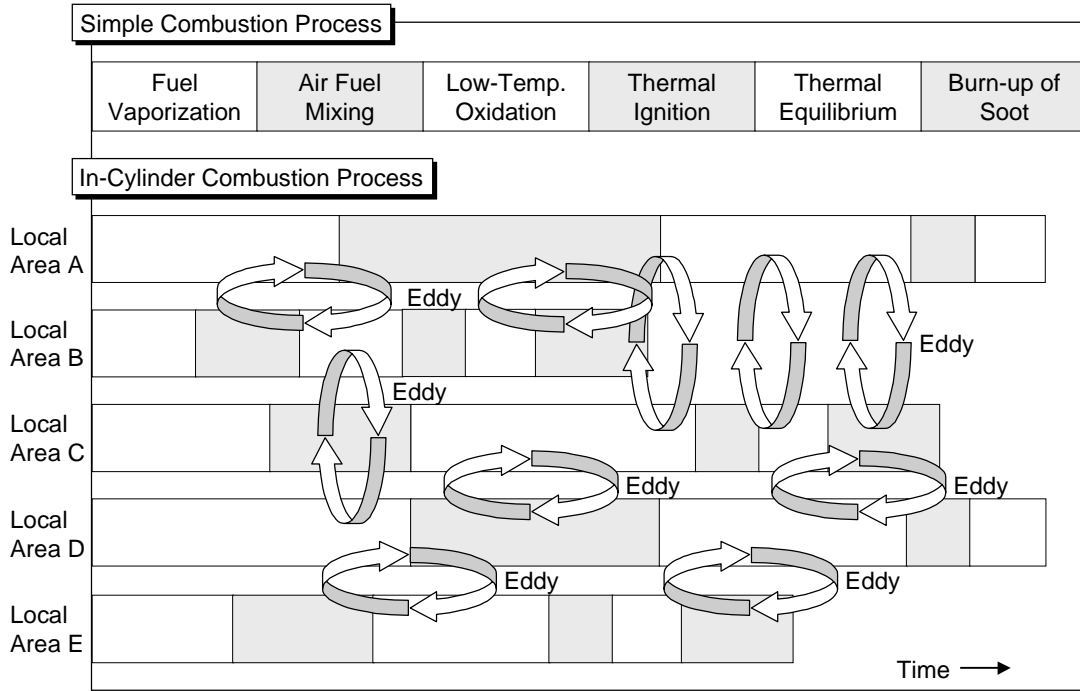 Simple Combustion Process
Fuel
Vaporization
Air Fuel
Mixing
Low-Temp.
Oxidation
Thermal
Ignition
Thermal
Equilibrium
Burn-up of
Soot
In-Cylinder Combustion Process
Local
Area A
Eddy
Local
Area B
Eddy
Eddy
Local
Area C
Eddy
Eddy
Local
Area D
Eddy
Eddy
Local
Area E
Time